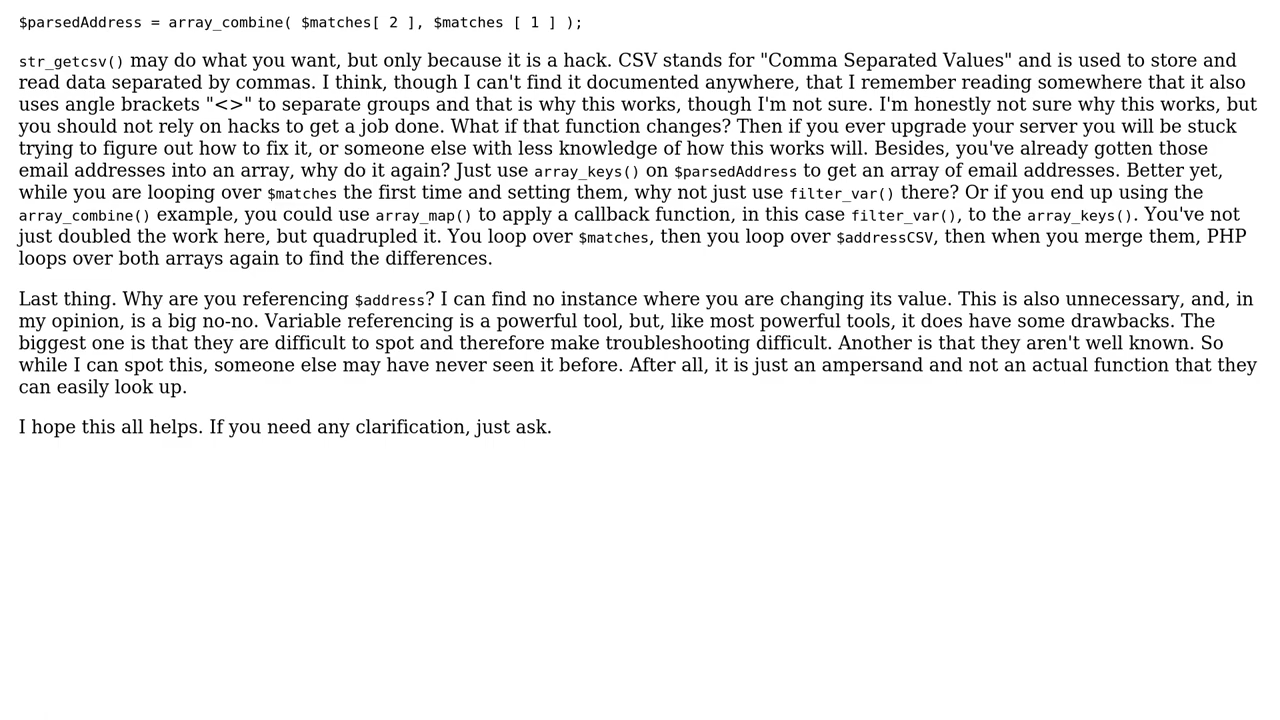 $parsedAddress = array_combine( $matches[ 2 ], $matches [ 1 ] );
str_getcsv() may do what you want, but only because it is a hack. CSV stands for "Comma Separated Values" and is used to store and
read data separated by commas. I think, though I can't find it documented anywhere, that I remember reading somewhere that it also
uses angle brackets "<>" to separate groups and that is why this works, though I'm not sure. I'm honestly not sure why this works, but
you should not rely on hacks to get a job done. What if that function changes? Then if you ever upgrade your server you will be stuck
trying to figure out how to fix it, or someone else with less knowledge of how this works will. Besides, you've already gotten those
email addresses into an array, why do it again? Just use array_keys() on $parsedAddress to get an array of email addresses. Better yet,
while you are looping over $matches the first time and setting them, why not just use filter_var() there? Or if you end up using the
array_combine() example, you could use array_map() to apply a callback function, in this case filter_var(), to the array_keys(). You've not
just doubled the work here, but quadrupled it. You loop over $matches, then you loop over $addressCSV, then when you merge them, PHP
loops over both arrays again to find the differences.
Last thing. Why are you referencing $address? I can find no instance where you are changing its value. This is also unnecessary, and, in
my opinion, is a big no-no. Variable referencing is a powerful tool, but, like most powerful tools, it does have some drawbacks. The
biggest one is that they are difficult to spot and therefore make troubleshooting difficult. Another is that they aren't well known. So
while I can spot this, someone else may have never seen it before. After all, it is just an ampersand and not an actual function that they
can easily look up.
I hope this all helps. If you need any clarification, just ask.